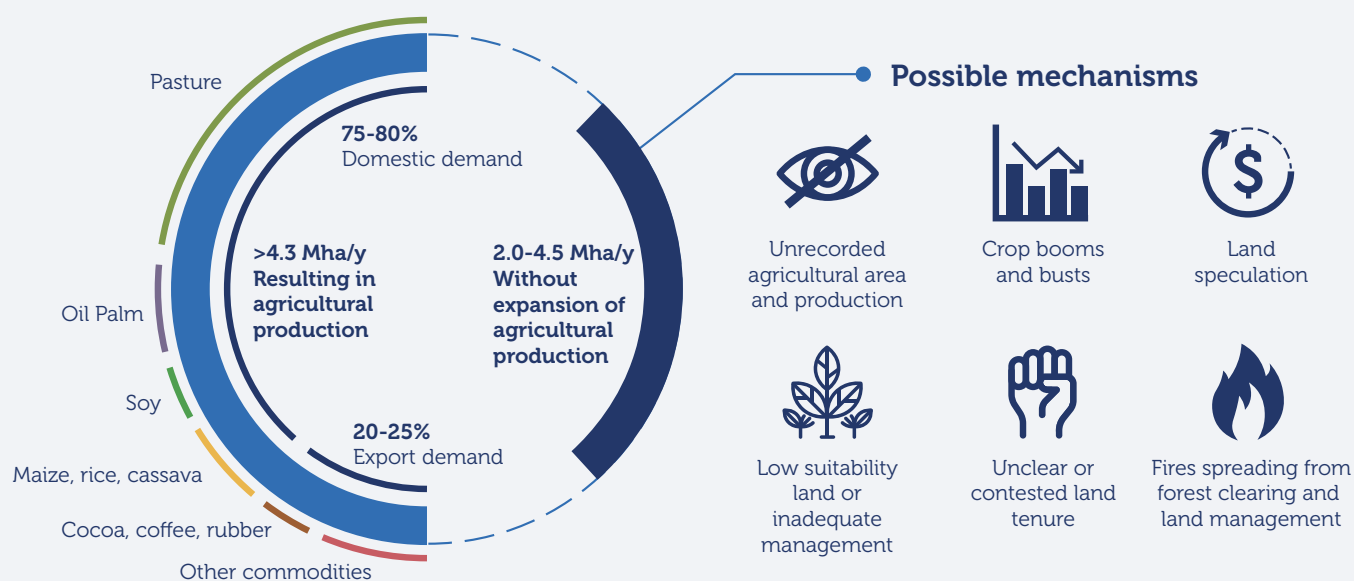 Pasture
Oil Palm
Soy
Maize, rice, cassava
Cocoa, coffee, rubber
Other commodities
75-80%
Domestic demand
>4.3 Mha/y
Resulting in
agricultural
production
20-25%
Export demand
2.0-4.5 Mha/y
Without
expansion of
agricultural
production
Possible mechanisms
Unrecorded
agricultural area
and production
Crop booms
and busts
$
Land
speculation
Low suitability
land or
inadequate
management
Unclear or
contested land
tenure
Fires spreading from
forest clearing and
land management